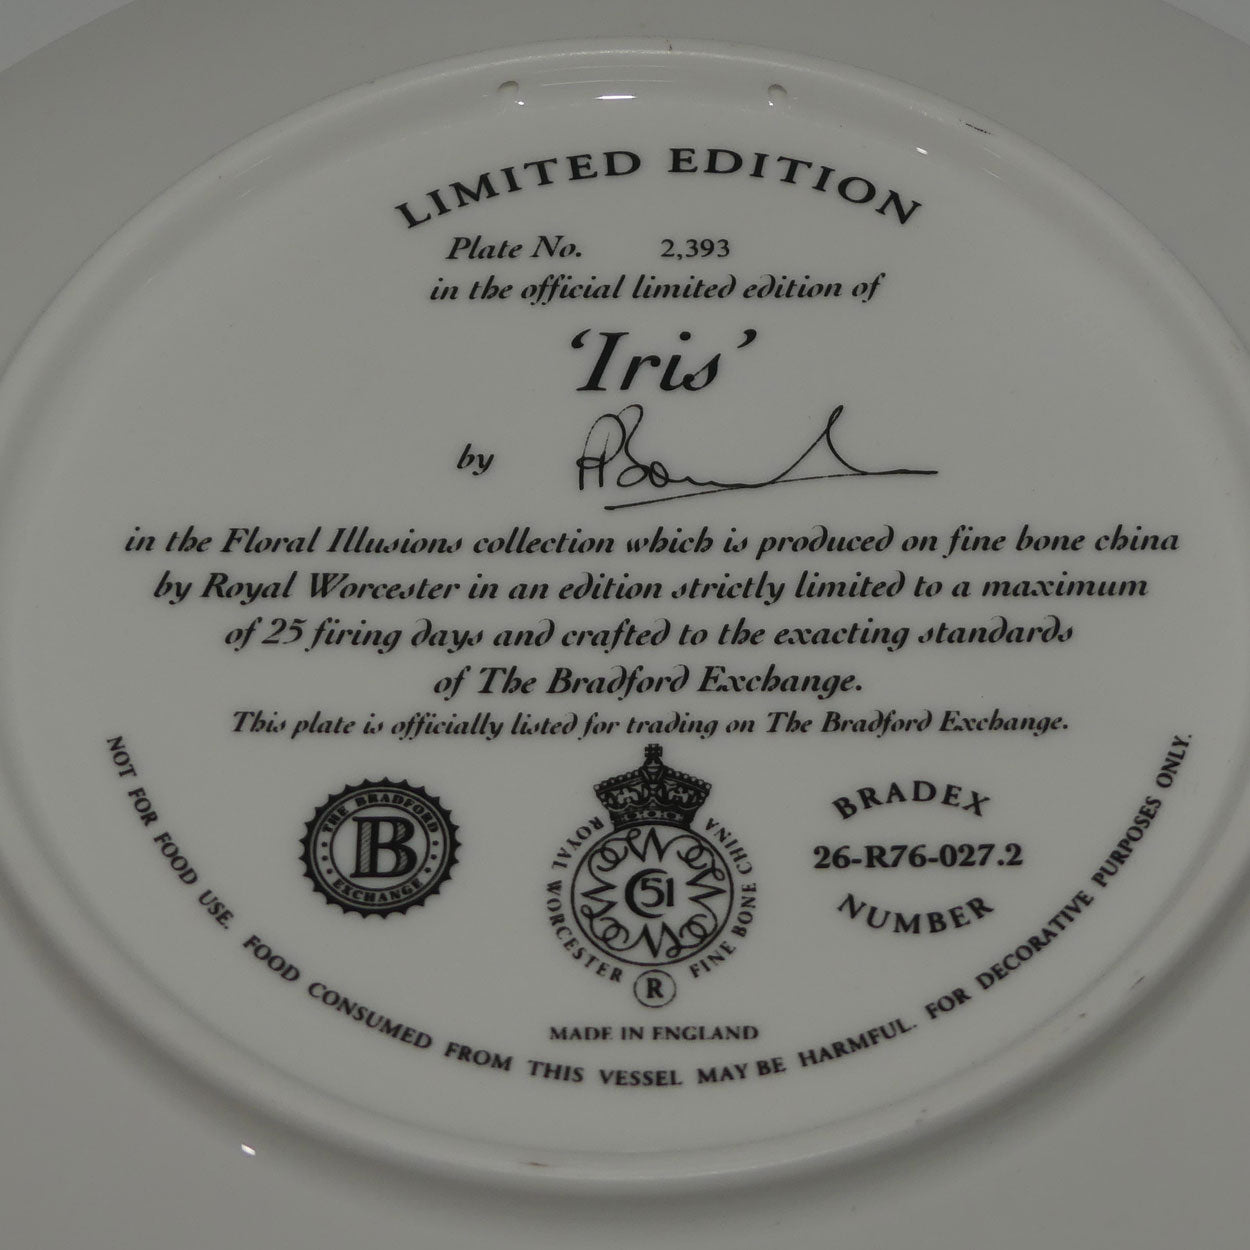 LIMITED EDITION
Plate No. 2,393
in the official limited edition of
‘Iris’
by
in the Floral Illusions collection which is produced on fine bone china
by Royal Worcester in an edition strictly limited to a maximum
of 25 firing days and crafted to the exacting standards
of The Bradford Exchange.
This plate is officially listed for trading on The Bradford Exchange.
THE BRADFORD
B
EXCHANGE
ROYAL WORCESTER
FINE BONE CHINA
51
R
MADE IN ENGLAND
BRADEX
26-R76-027.2
NUMBER
NOT FOR FOOD USE. FOOD CONSUMED FROM THIS VESSEL MAY BE HARMFUL. FOR DECORATIVE PURPOSES ONLY.